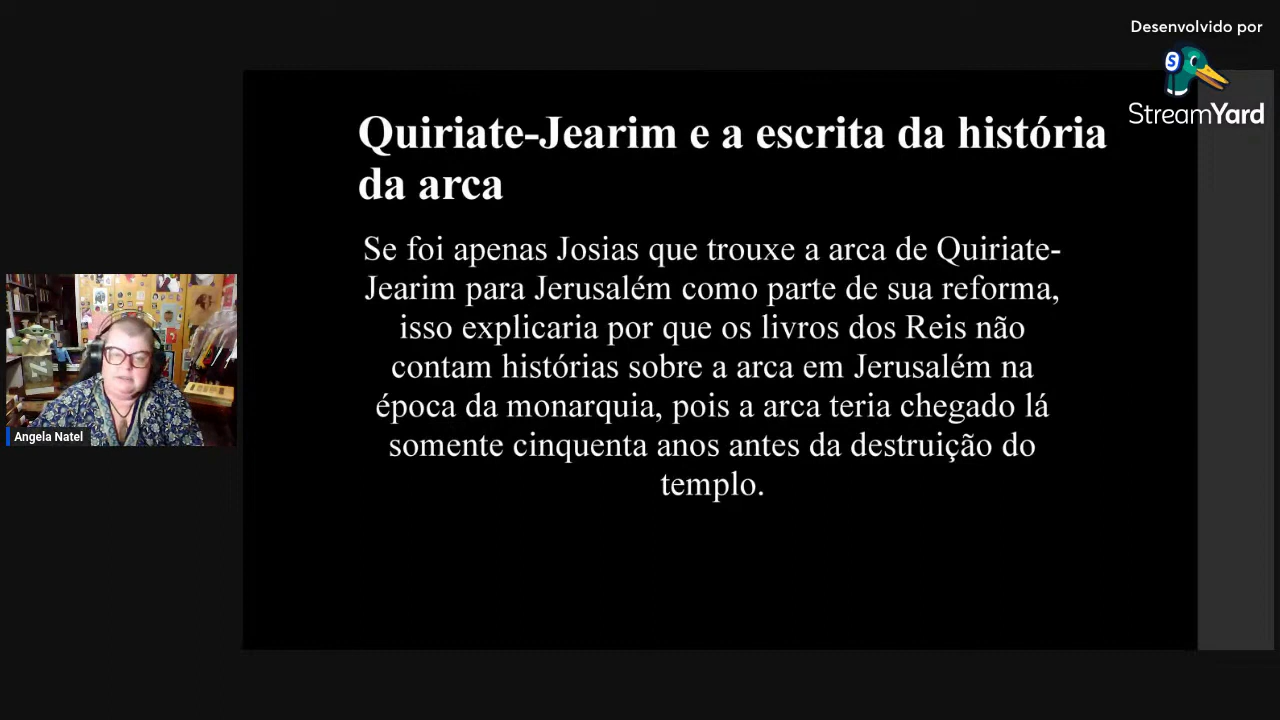 Desenvolvido por
StreamYard
Quiriate-Jearim e a escrita da história
da arca
Se foi apenas Josias que trouxe a arca de Quiriate-
Jearim para Jerusalém como parte de sua reforma,
isso explicaria por que os livros dos Reis não
contam histórias sobre a arca em Jerusalém na
época da monarquia, pois a arca teria chegado lá
somente cinquenta anos antes da destruição do
templo.
Angela Natel